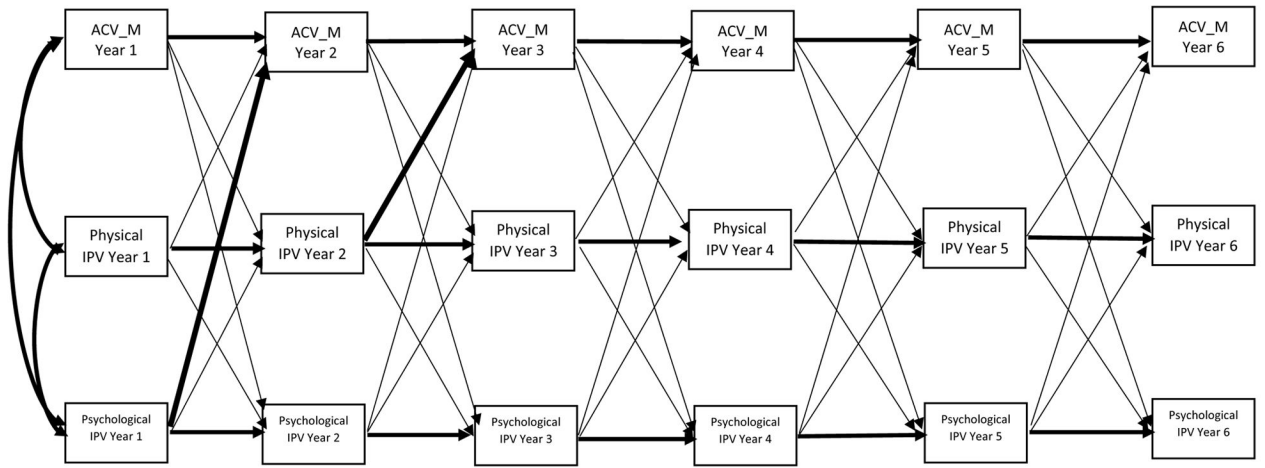 ACV_M
Year 1
ACV_M
Year 2
ACV_M
Year 3
ACV_M
Year 4
ACV_M
Year 5
ACV_M
Year 6
Physical
IPV Year 1
Physical
IPV Year 2
Physical
IPV Year 3
Physical
IPV Year 4
Physical
IPV Year 5
Physical
IPV Year 6
Psychological
IPV Year 1
Psychological
IPV Year 2
Psychological
IPV Year 3
Psychological
IPV Year 4
Psychological
IPV Year 5
Psychological
IPV Year 6